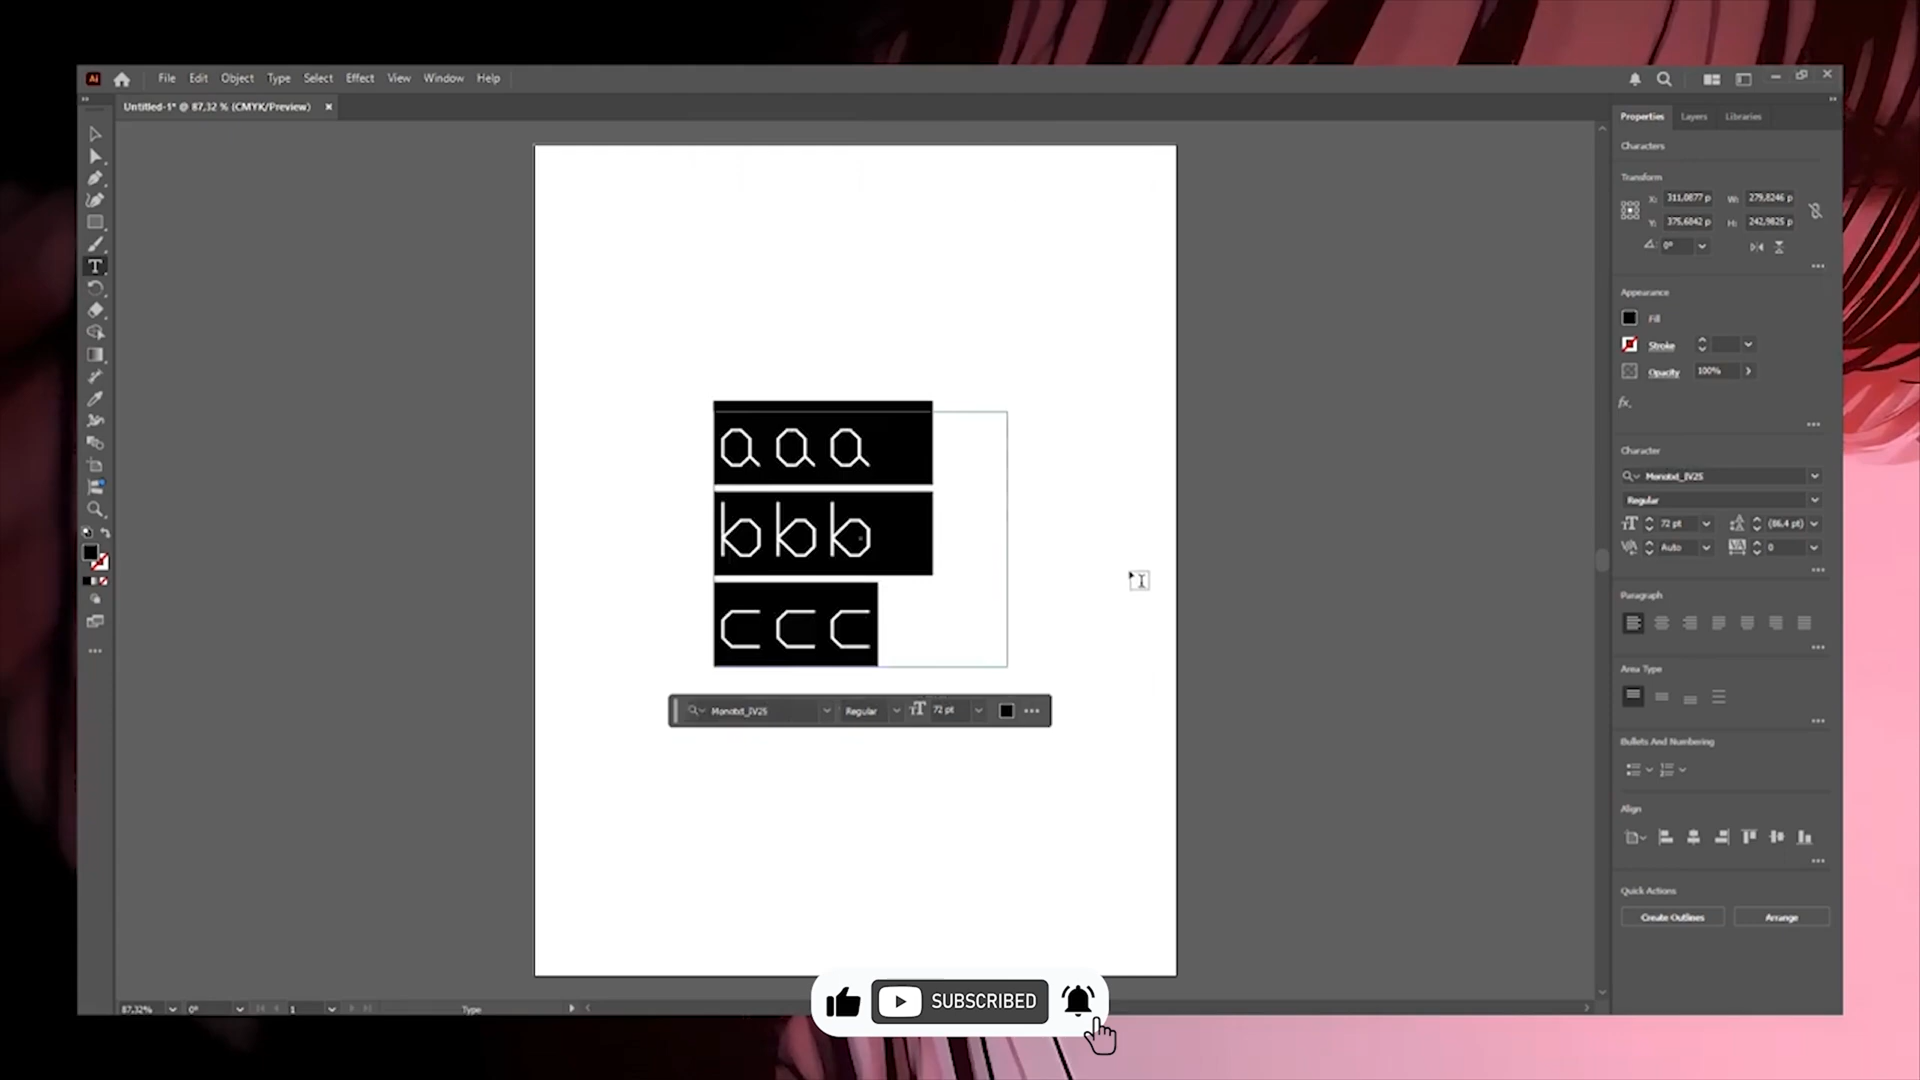 Ai File Edit Object Type Select Effect View Window Help
Untitled-1* @ 87,32 % (CMYK/Preview) ×
Properties Layers Libraries
Characters
Transform
X: 311,0877 p W: 279,8246 p
Y: 375,6842 p H: 242,9825 p
0°
Appearance
Fill
Stroke
Opacity 100%
fx.
Character
Monotxt_IV25
Regular
72 pt (86,4 pt)
Auto 0
Paragraph
Area Type
Bullets And Numbering
Align
Quick Actions
Create Outlines Arrange
a a a
b b b
c c c
Monotxt_IV25 Regular 72 pt
87,32% 0° 1 Type
SUBSCRIBED